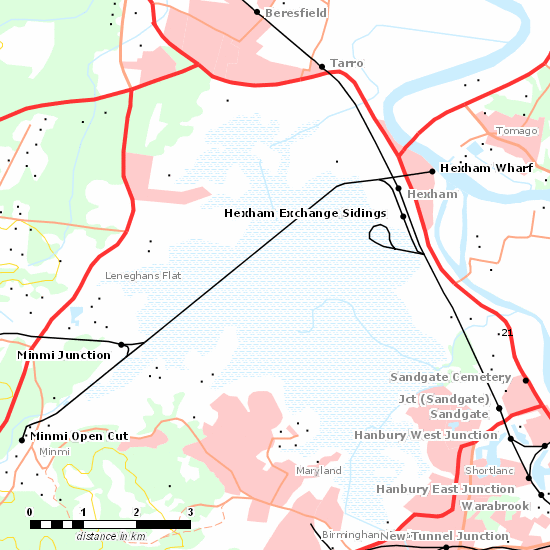 Beresfield
Tarro
Tomago
Hexham Wharf
Hexham
Hexham Exchange Sidings
Leneghans Flat
21
Minmi Junction
Sandgate Cemetery
Jct (Sandgate)
Sandgate
Minmi Open Cut
Hanbury West Junction
Minmi
Maryland
Shortlanc
Hanbury East Junction
Warabrook
0 1 2 3
distance in km
Birmingham
New Tunnel Junction